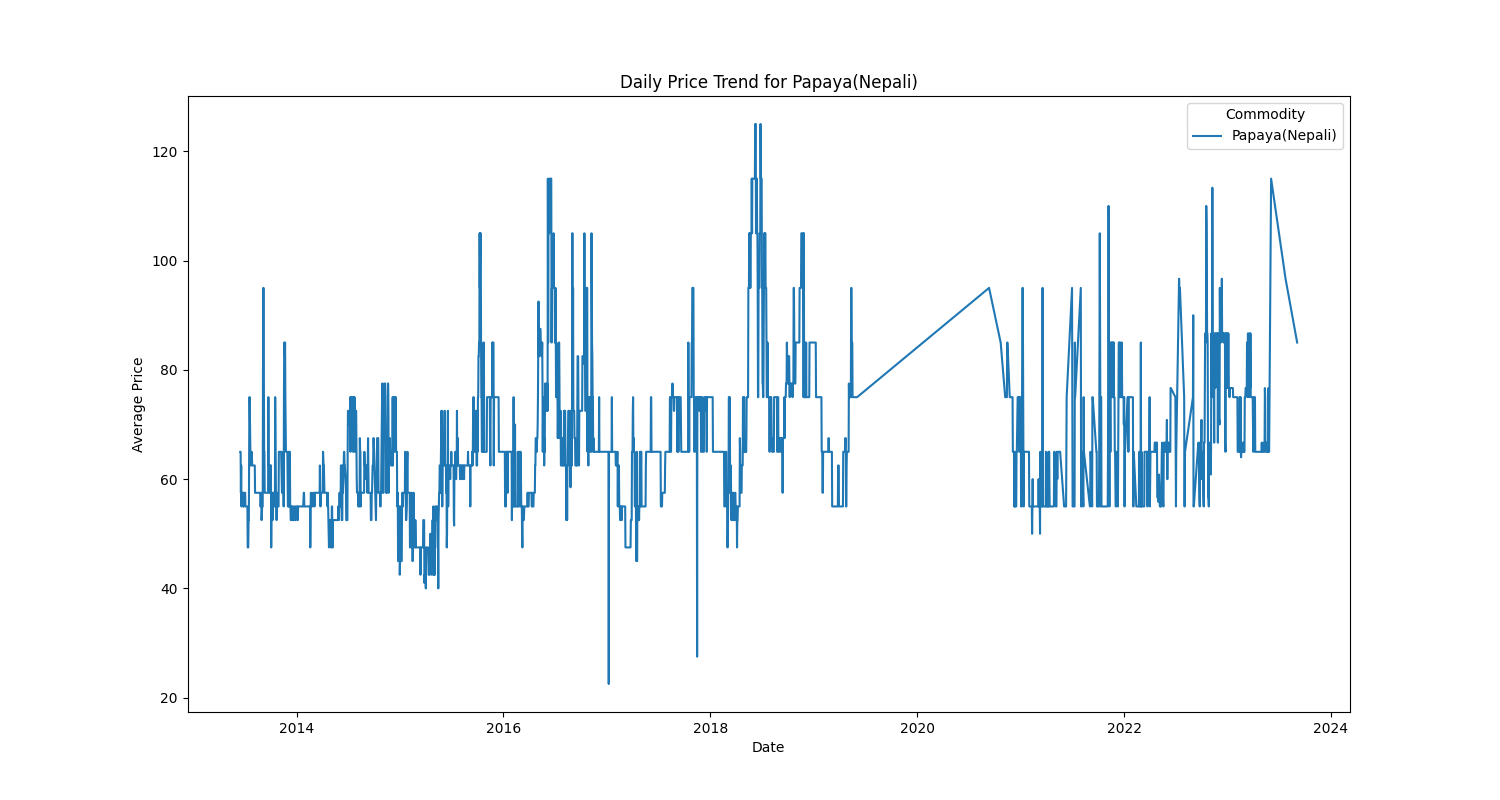 Daily Price Trend for Papaya(Nepali)
Commodity
Papaya(Nepali)
120
100
80
60
40
20
Average Price
2014 2016 2018 2020 2022 2024
Date